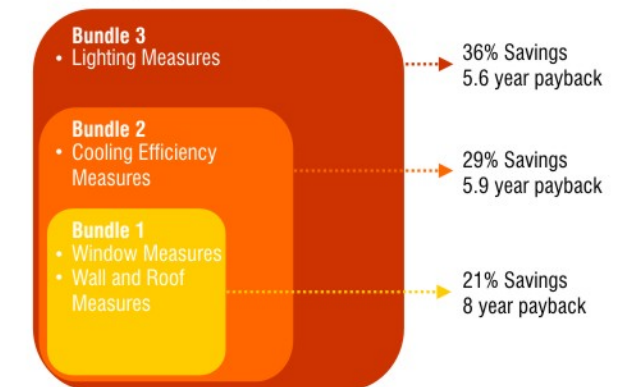 Bundle 3
• Lighting Measures
36% Savings
5.6 year payback
Bundle 2
• Cooling Efficiency
Measures
29% Savings
5.9 year payback
Bundle 1
• Window Measures
• Wall and Roof
Measures
21% Savings
8 year payback